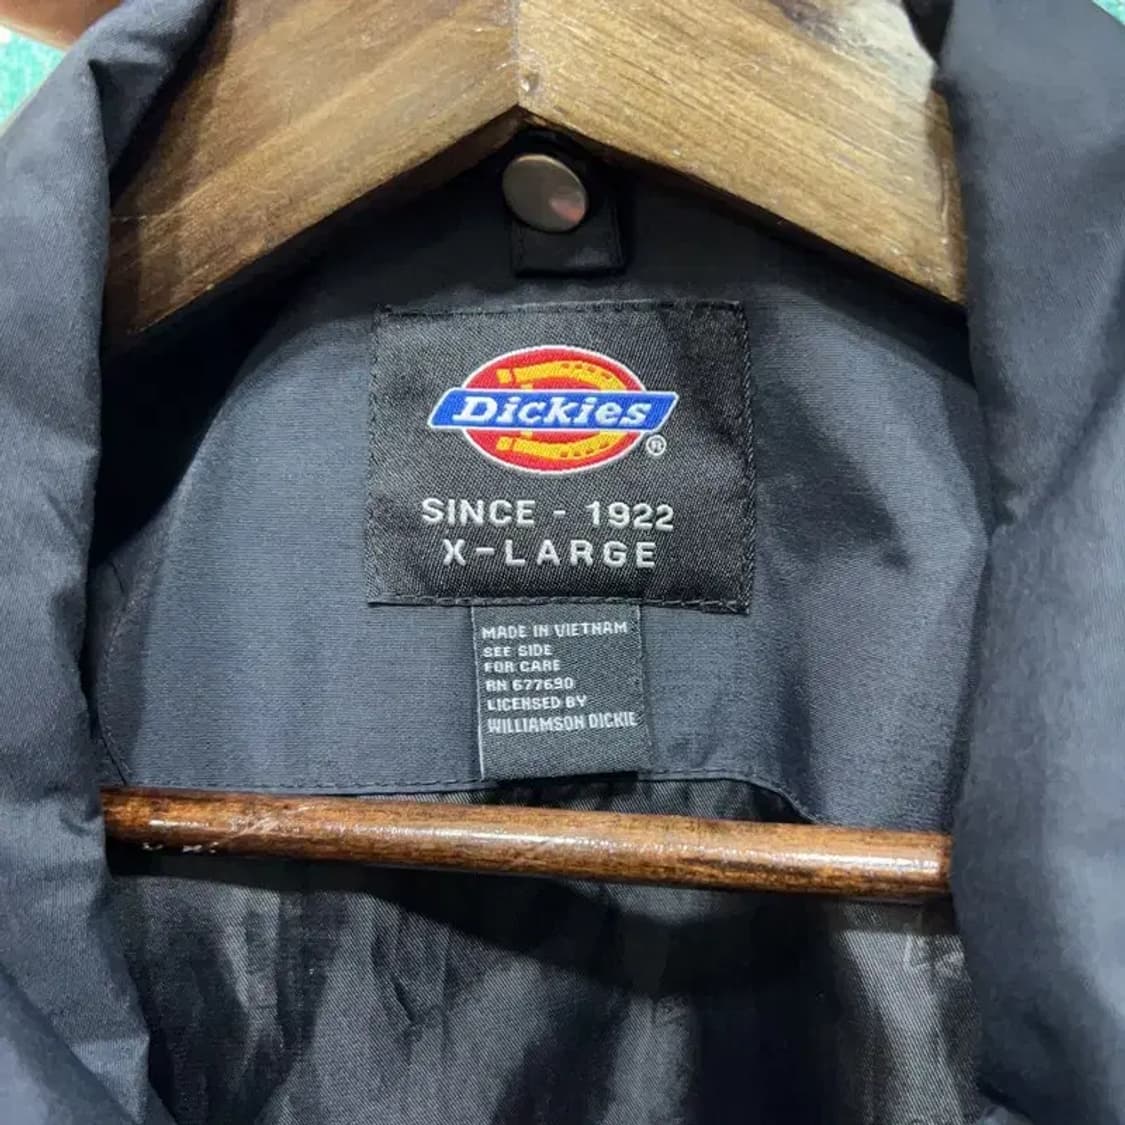 Dickies®
SINCE - 1922
X-LARGE
MADE IN VIETNAM
SEE SIDE
FOR CARE
RN 677690
LICENSED BY
WILLIAMSON DICKIE